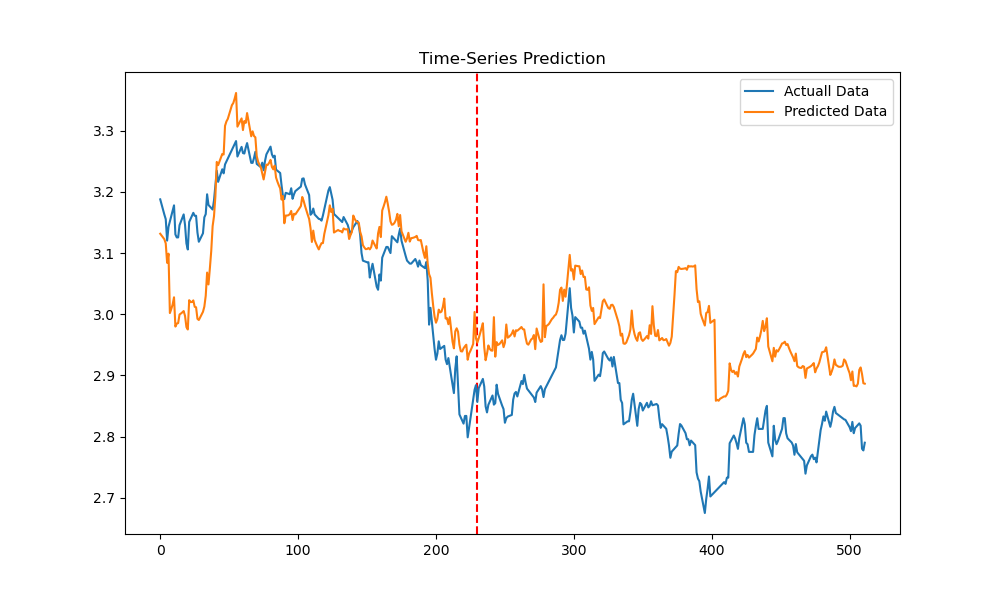 Time-Series Prediction
Actuall Data
Predicted Data
3.3
3.2
3.1
3.0
2.9
2.8
2.7
0 100 200 300 400 500